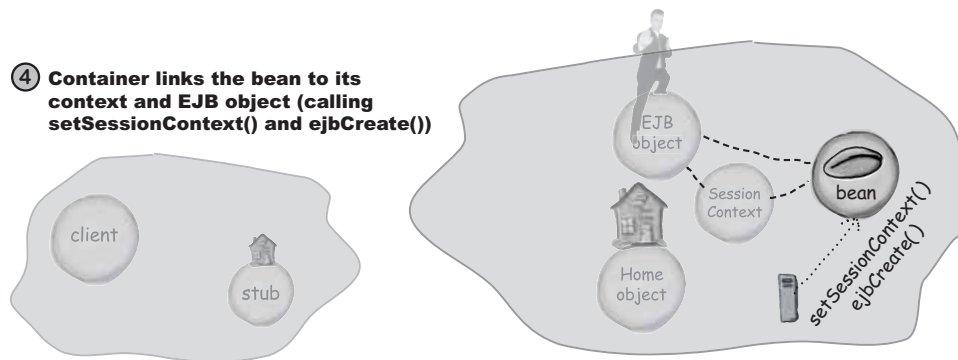 4 Container links the bean to its
context and EJB object (calling
setSessionContext() and ejbCreate())
client
stub
EJB
object
Session
Context
bean
Home
object
setSessionContext()
ejbCreate()